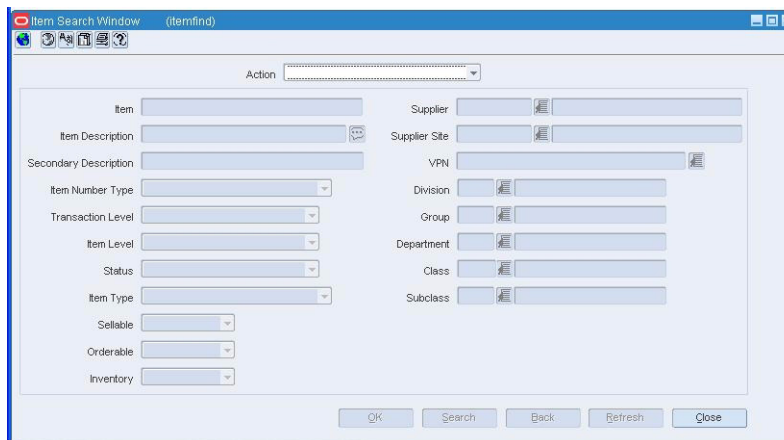 Item Search Window (itemfind)
Action
Item
Item Description
Secondary Description
Item Number Type
Transaction Level
Item Level
Status
Item Type
Sellable
Orderable
Inventory
Supplier
Supplier Site
VPN
Division
Group
Department
Class
Subclass
OK Search Back Refresh Close